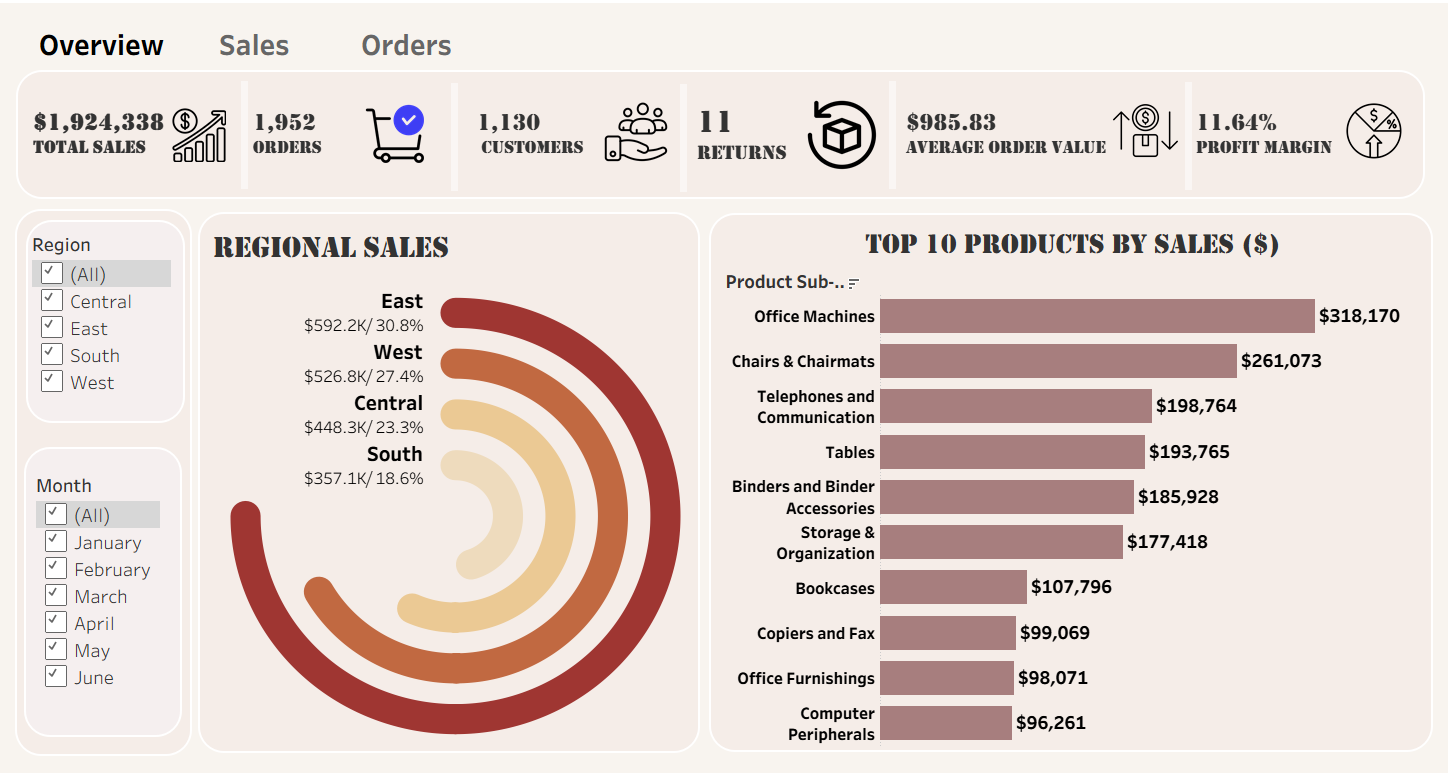 Overview Sales Orders
$1,924,338
TOTAL SALES
$
1,952
ORDERS
1,130
CUSTOMERS
11
RETURNS
$985.83
AVERAGE ORDER VALUE
$
11.64%
PROFIT MARGIN
$
%
Region
(All)
Central
East
South
West
Month
(All)
January
February
March
April
May
June
REGIONAL SALES
East
$592.2K/ 30.8%
West
$526.8K/ 27.4%
Central
$448.3K/ 23.3%
South
$357.1K/ 18.6%
TOP 10 PRODUCTS BY SALES ($)
Product Sub-..
Office Machines $318,170
Chairs & Chairmats $261,073
Telephones and
Communication $198,764
Tables $193,765
Binders and Binder
Accessories $185,928
Storage &
Organization $177,418
Bookcases $107,796
Copiers and Fax $99,069
Office Furnishings $98,071
Computer
Peripherals $96,261